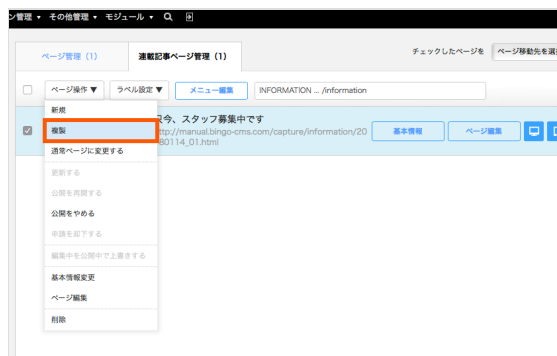 ン管理 ▼ その他管理 ▼ モジュール ▼
ページ管理（1）
連載記事ページ管理（1）
チェックしたページを
ページ移動先を選
ページ操作 ▼
ラベル設定 ▼
メニュー編集
INFORMATION ... /information
新規
複製
通常ページに変更する
更新する
公開を再開する
公開をやめる
申請を却下する
編集中を公開中で上書きする
基本情報変更
ページ編集
削除
只今、スタッフ募集中です
ttp://manual.bingo-cms.com/capture/information/20
80114_01.html
基本情報
ページ編集